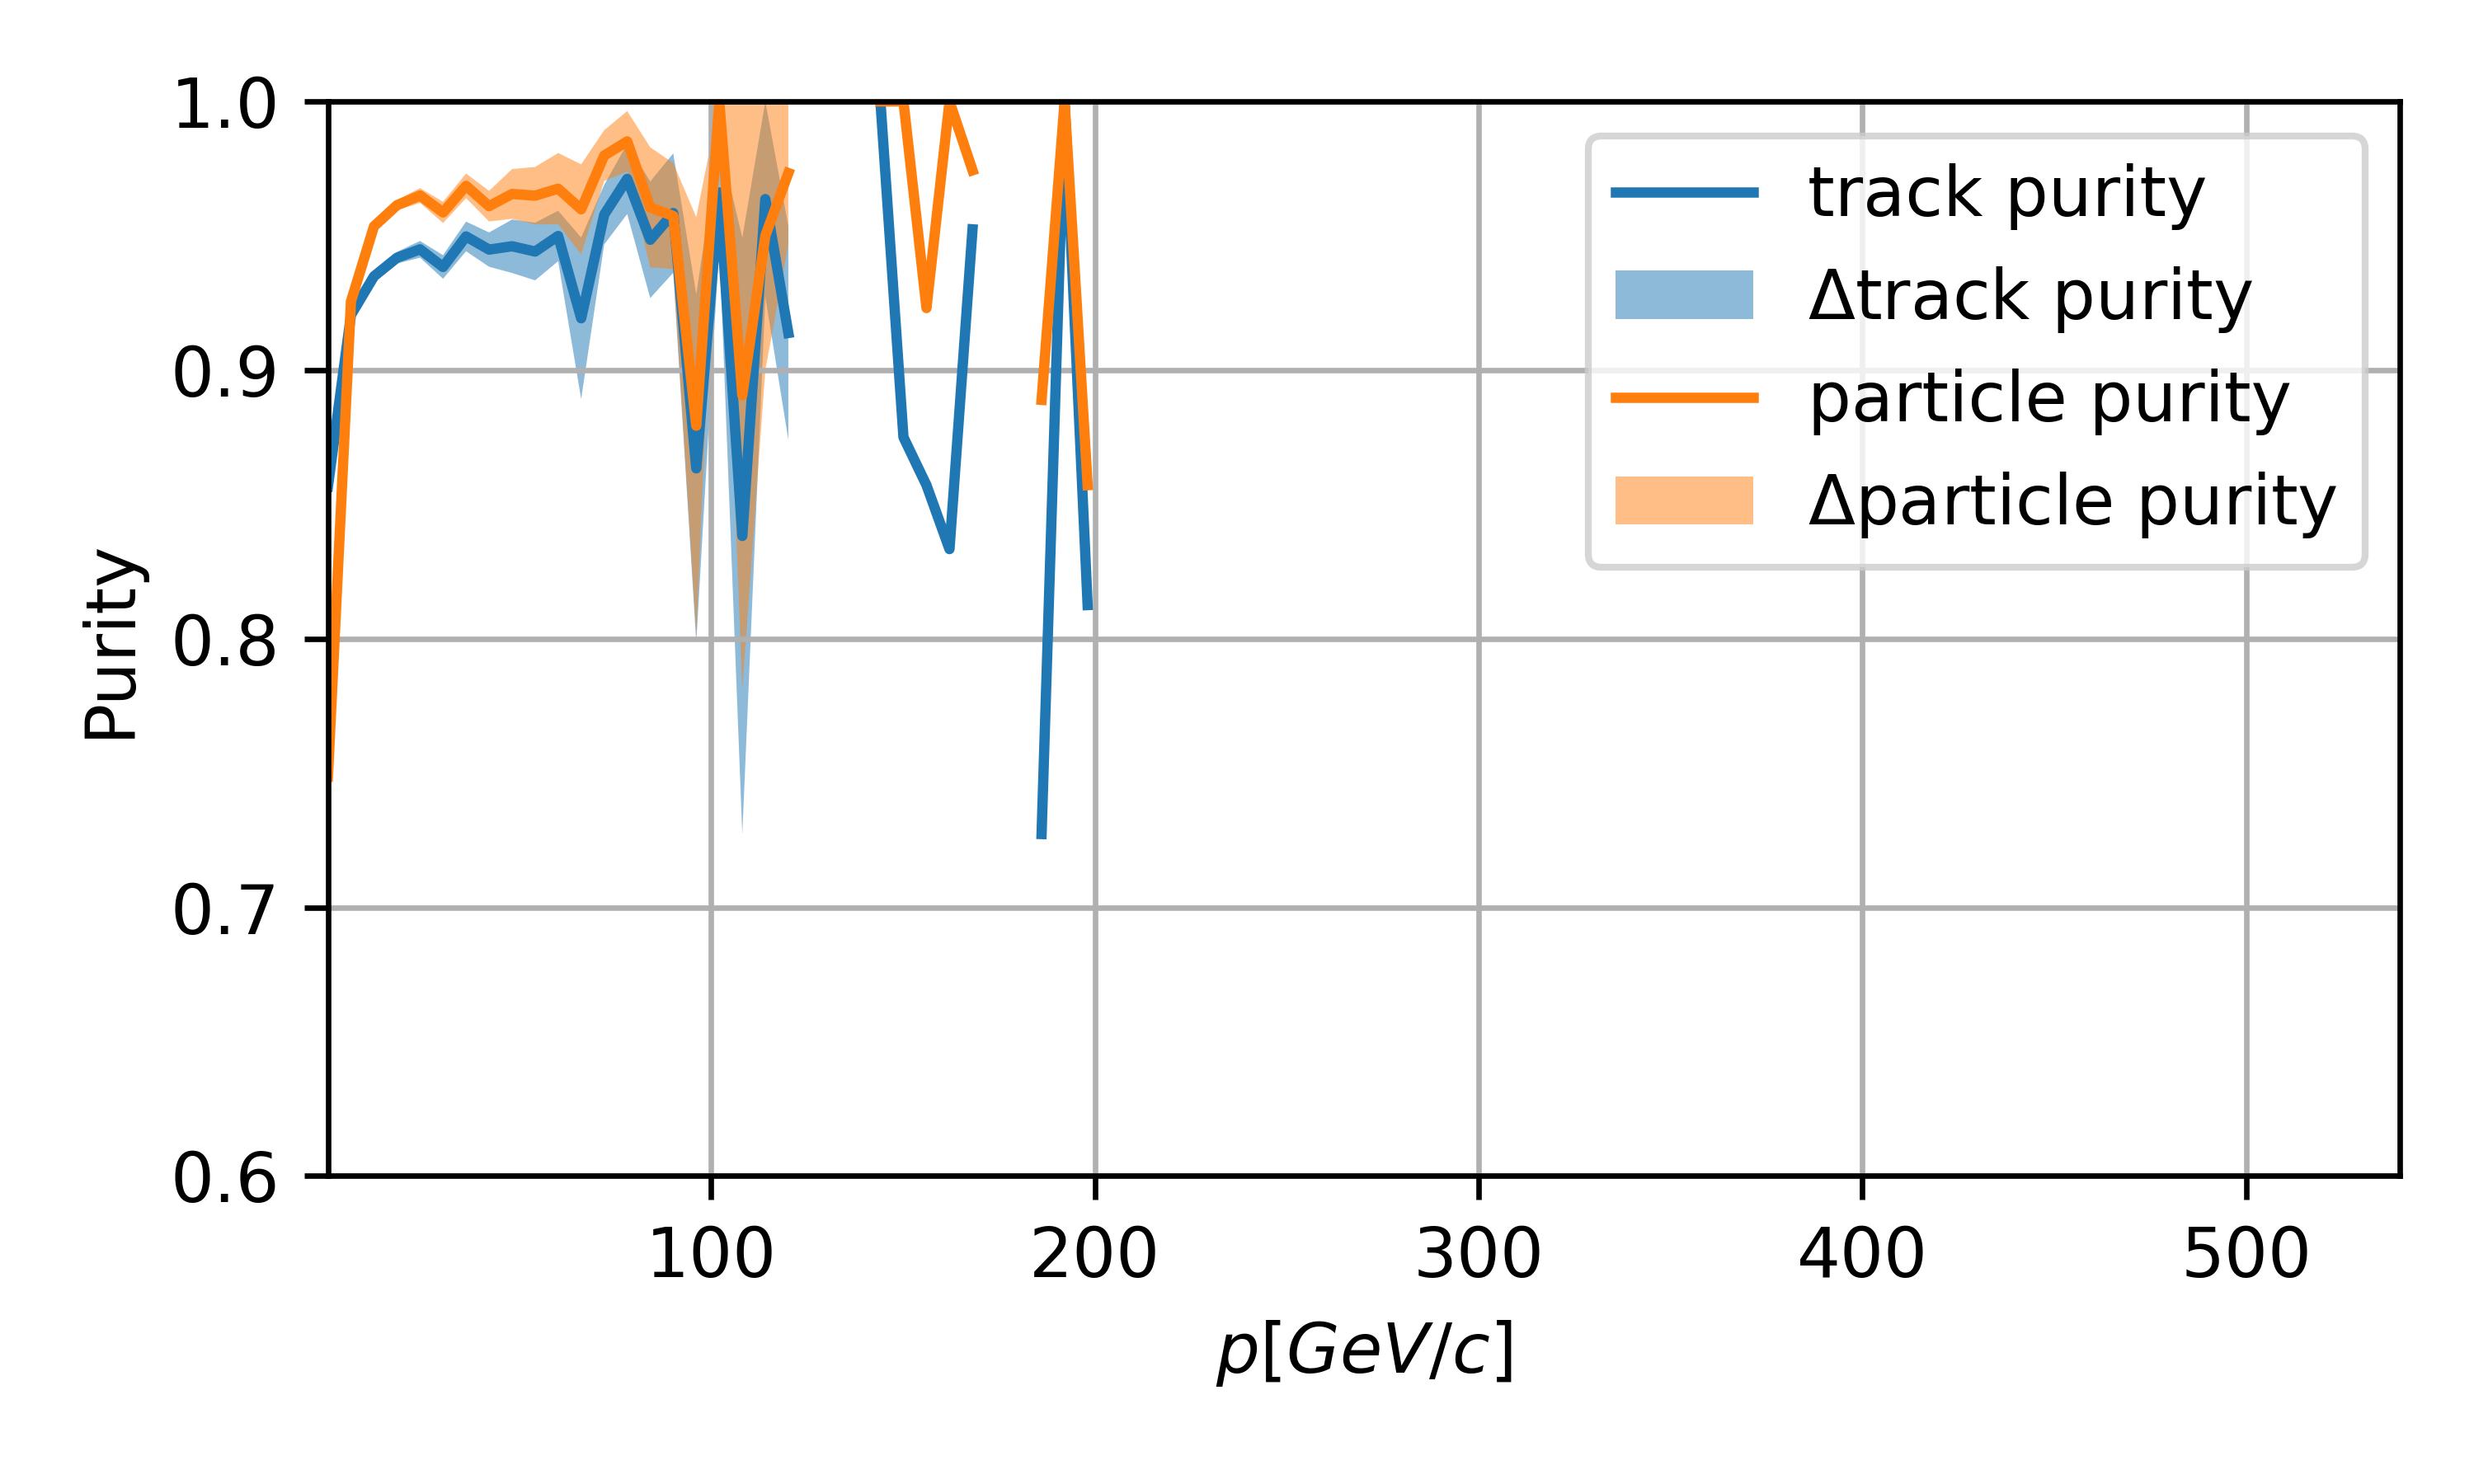 1.0
0.9
0.8
0.7
0.6
Purity
track purity
Δtrack purity
particle purity
Δparticle purity
100 200 300 400 500
p[GeV/c]